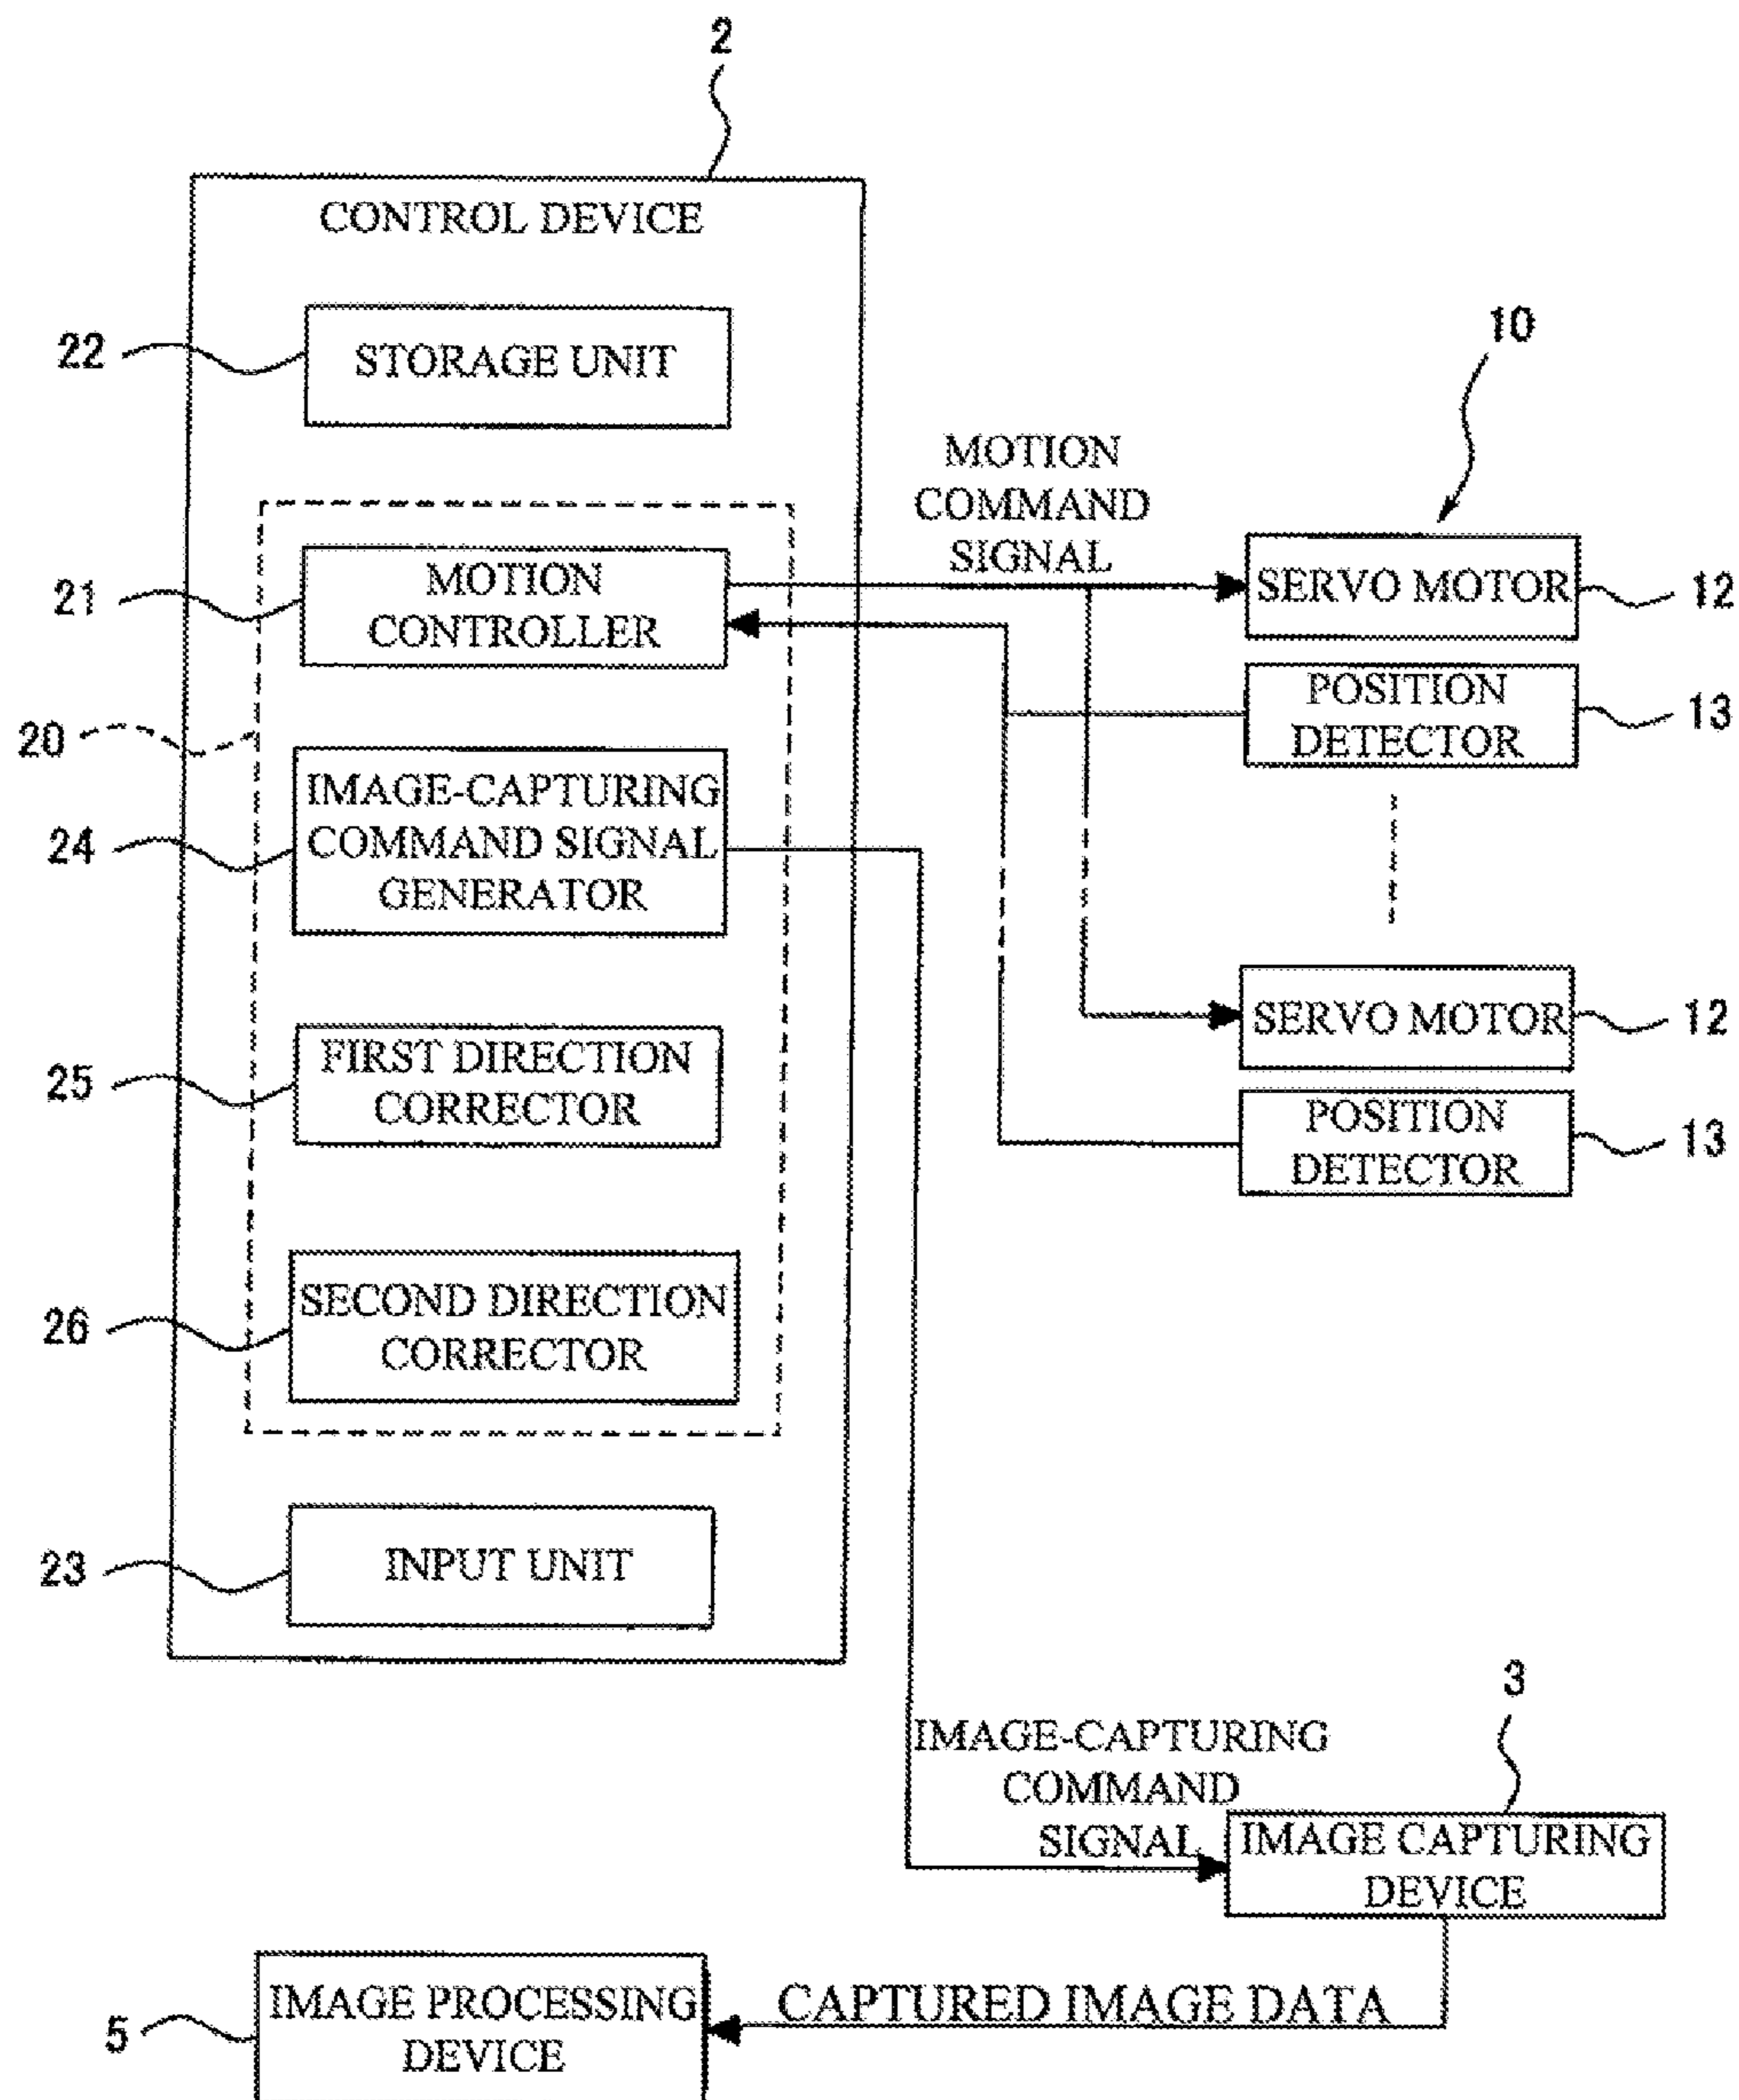 2
CONTROL DEVICE
22
STORAGE UNIT
10
MOTION
COMMAND
SIGNAL
21
MOTION
CONTROLLER
SERVO MOTOR
12
POSITION
DETECTOR
13
20
24
IMAGE-CAPTURING
COMMAND SIGNAL
GENERATOR
SERVO MOTOR
12
25
FIRST DIRECTION
CORRECTOR
POSITION
DETECTOR
13
26
SECOND DIRECTION
CORRECTOR
23
INPUT UNIT
3
IMAGE-CAPTURING
COMMAND
SIGNAL
IMAGE CAPTURING
DEVICE
5
IMAGE PROCESSING
DEVICE
CAPTURED IMAGE DATA